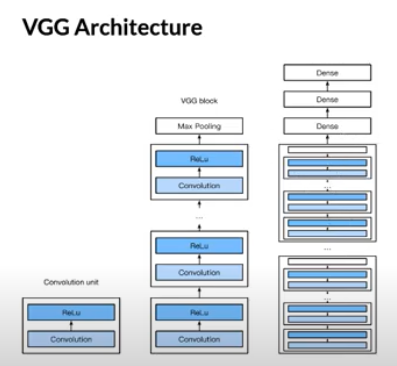 VGG Architecture
Convolution unit
ReLu
Convolution
VGG block
Max Pooling
ReLu
Convolution
...
ReLu
Convolution
ReLu
Convolution
Dense
Dense
Dense
...
...
...